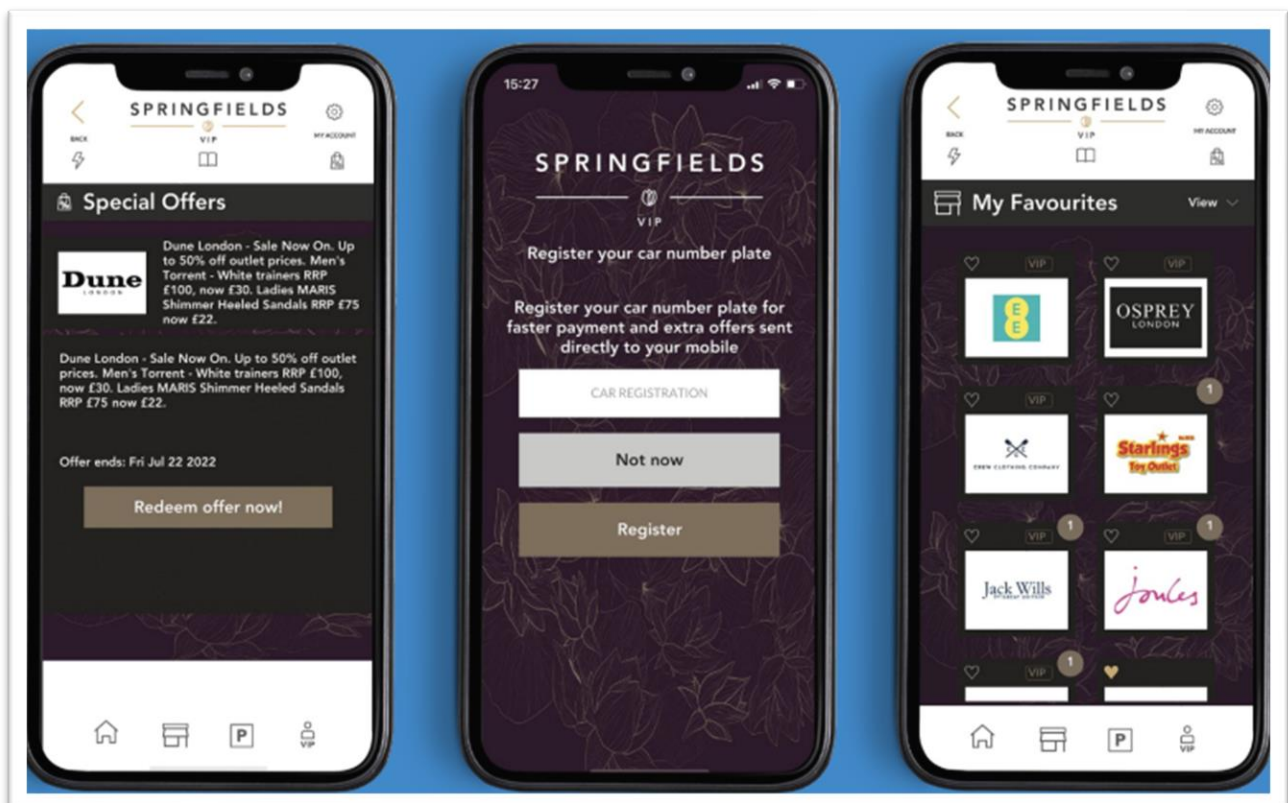 SPRINGFIELDS
BACK
VIP
MY ACCOUNT
Special Offers
Dune
LONDON
Dune London - Sale Now On. Up
to 50% off outlet prices. Men's
Torrent - White trainers RRP
£100, now £30. Ladies MARIS
Shimmer Heeled Sandals RRP £75
now £22.
Dune London - Sale Now On. Up to 50% off outlet
prices. Men's Torrent - White trainers RRP £100,
now £30. Ladies MARIS Shimmer Heeled Sandals
RRP £75 now £22.
Offer ends: Fri Jul 22 2022
Redeem offer now!
P
VIP
15:27
SPRINGFIELDS
VIP
Register your car number plate
Register your car number plate for
faster payment and extra offers sent
directly to your mobile
CAR REGISTRATION
Not now
Register
SPRINGFIELDS
BACK
VIP
MY ACCOUNT
My Favourites
View
VIP
VIP
EE
OSPREY
LONDON
VIP
1
CREW CLOTHING COMPANY
Starlings
Toy Outlet
VIP 1
VIP 1
Jack Wills
Joules
VIP 1
P
VIP